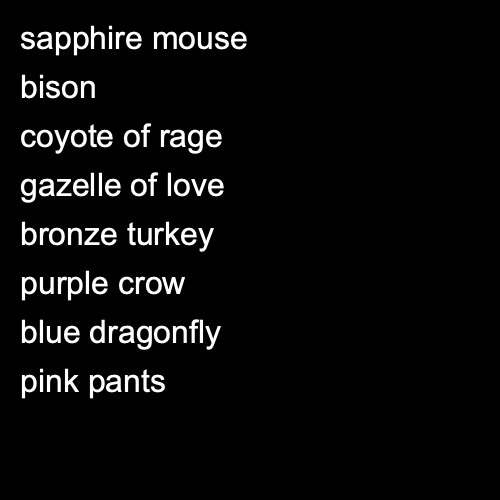 sapphire mouse
bison
coyote of rage
gazelle of love
bronze turkey
purple crow
blue dragonfly
pink pants